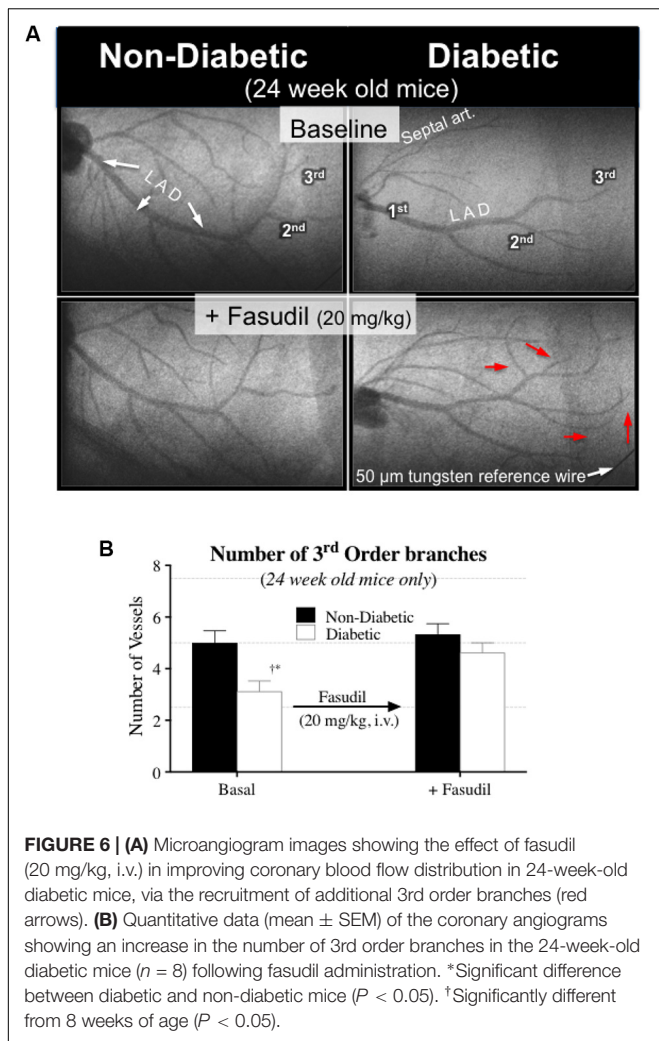 A
Non-Diabetic Diabetic
(24 week old mice)
Baseline
Septal art.
LAD
3rd
2nd
1st
LAD
2nd
3rd
+ Fasudil (20 mg/kg)
50 µm tungsten reference wire
B
Number of 3rd Order branches
(24 week old mice only)
Number of Vessels
8
6
4
2
0
Non-Diabetic
Diabetic
†*
Fasudil
(20 mg/kg, i.v.)
Basal
+ Fasudil
FIGURE 6 | (A) Microangiogram images showing the effect of fasudil
(20 mg/kg, i.v.) in improving coronary blood flow distribution in 24-week-old
diabetic mice, via the recruitment of additional 3rd order branches (red
arrows). (B) Quantitative data (mean ± SEM) of the coronary angiograms
showing an increase in the number of 3rd order branches in the 24-week-old
diabetic mice (n = 8) following fasudil administration. *Significant difference
between diabetic and non-diabetic mice (P < 0.05). †Significantly different
from 8 weeks of age (P < 0.05).